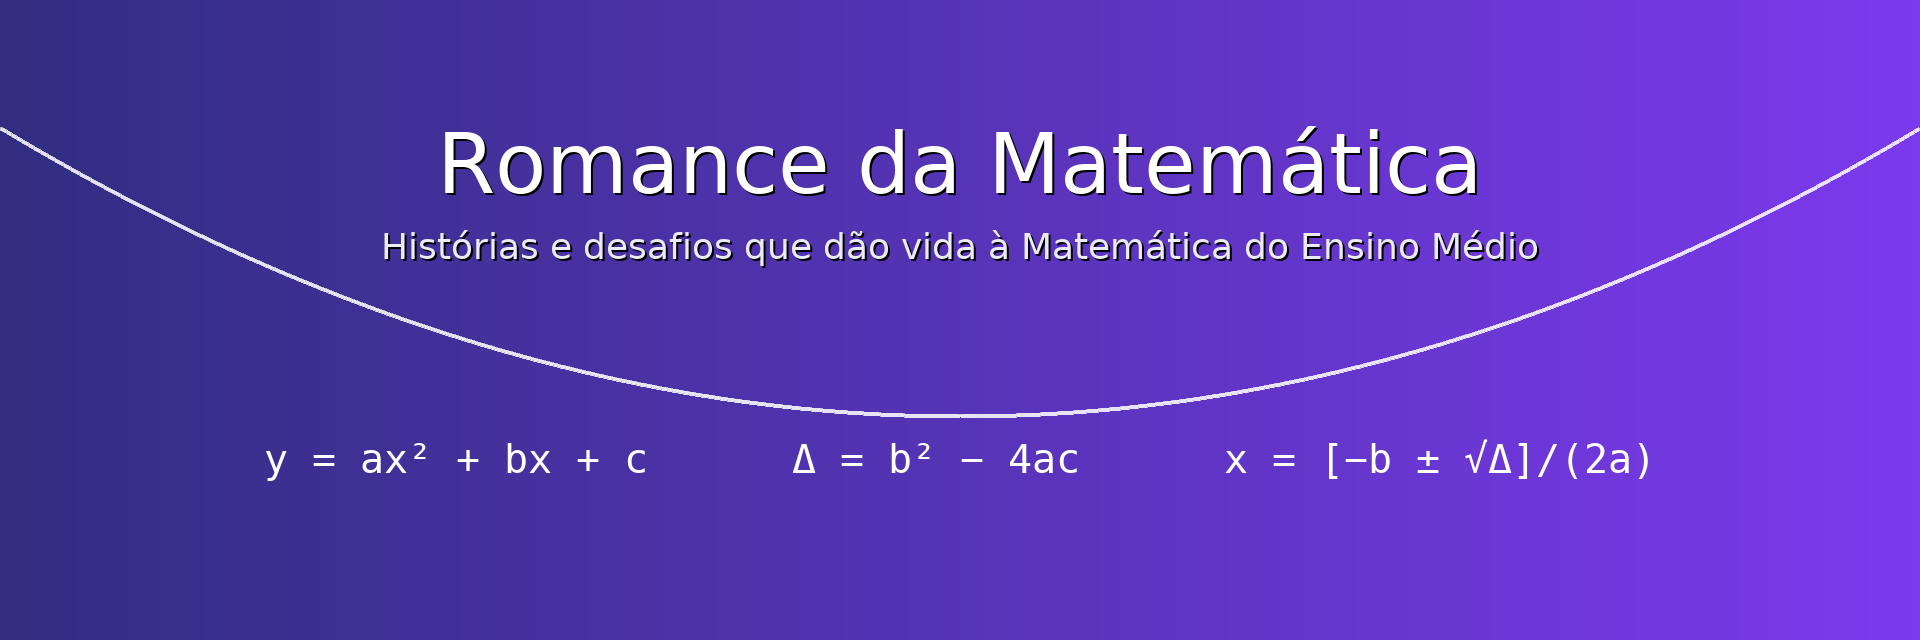 Romance da Matemática
Histórias e desafios que dão vida à Matemática do Ensino Médio
y = ax² + bx + c Δ = b² − 4ac x = [−b ± √Δ]/(2a)